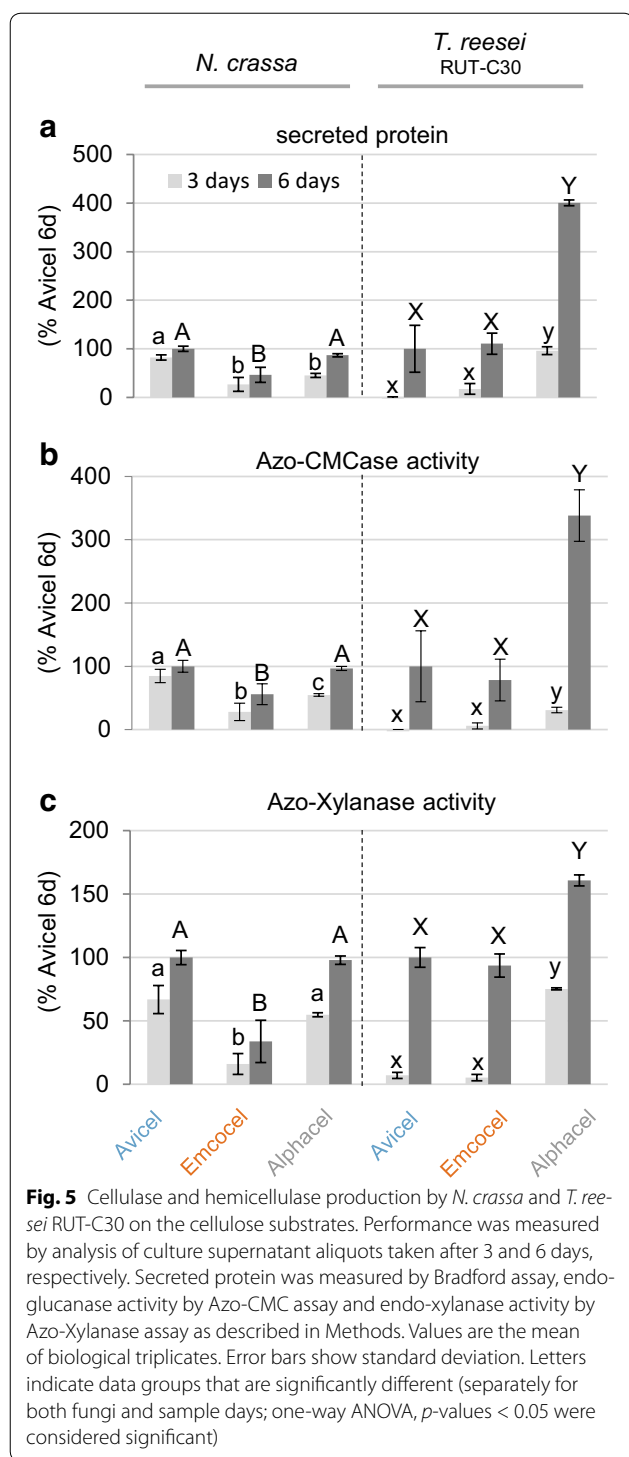 N. crassa
T. reesei
RUT-C30
a
secreted protein
3 days 6 days
(% Avicel 6d)
500
400
300
200
100
0
a A b B b A x X x X y Y
b
Azo-CMCase activity
(% Avicel 6d)
400
300
200
100
0
a A b B c A x X x X y Y
c
Azo-Xylanase activity
(% Avicel 6d)
200
150
100
50
0
a A b B a A x X x X y Y
Avicel Emcocel Alphacel Avicel Emcocel Alphacel
Fig. 5 Cellulase and hemicellulase production by N. crassa and T. ree-
sei RUT-C30 on the cellulose substrates. Performance was measured
by analysis of culture supernatant aliquots taken after 3 and 6 days,
respectively. Secreted protein was measured by Bradford assay, endo-
glucanase activity by Azo-CMC assay and endo-xylanase activity by
Azo-Xylanase assay as described in Methods. Values are the mean
of biological triplicates. Error bars show standard deviation. Letters
indicate data groups that are significantly different (separately for
both fungi and sample days; one-way ANOVA, p-values < 0.05 were
considered significant)